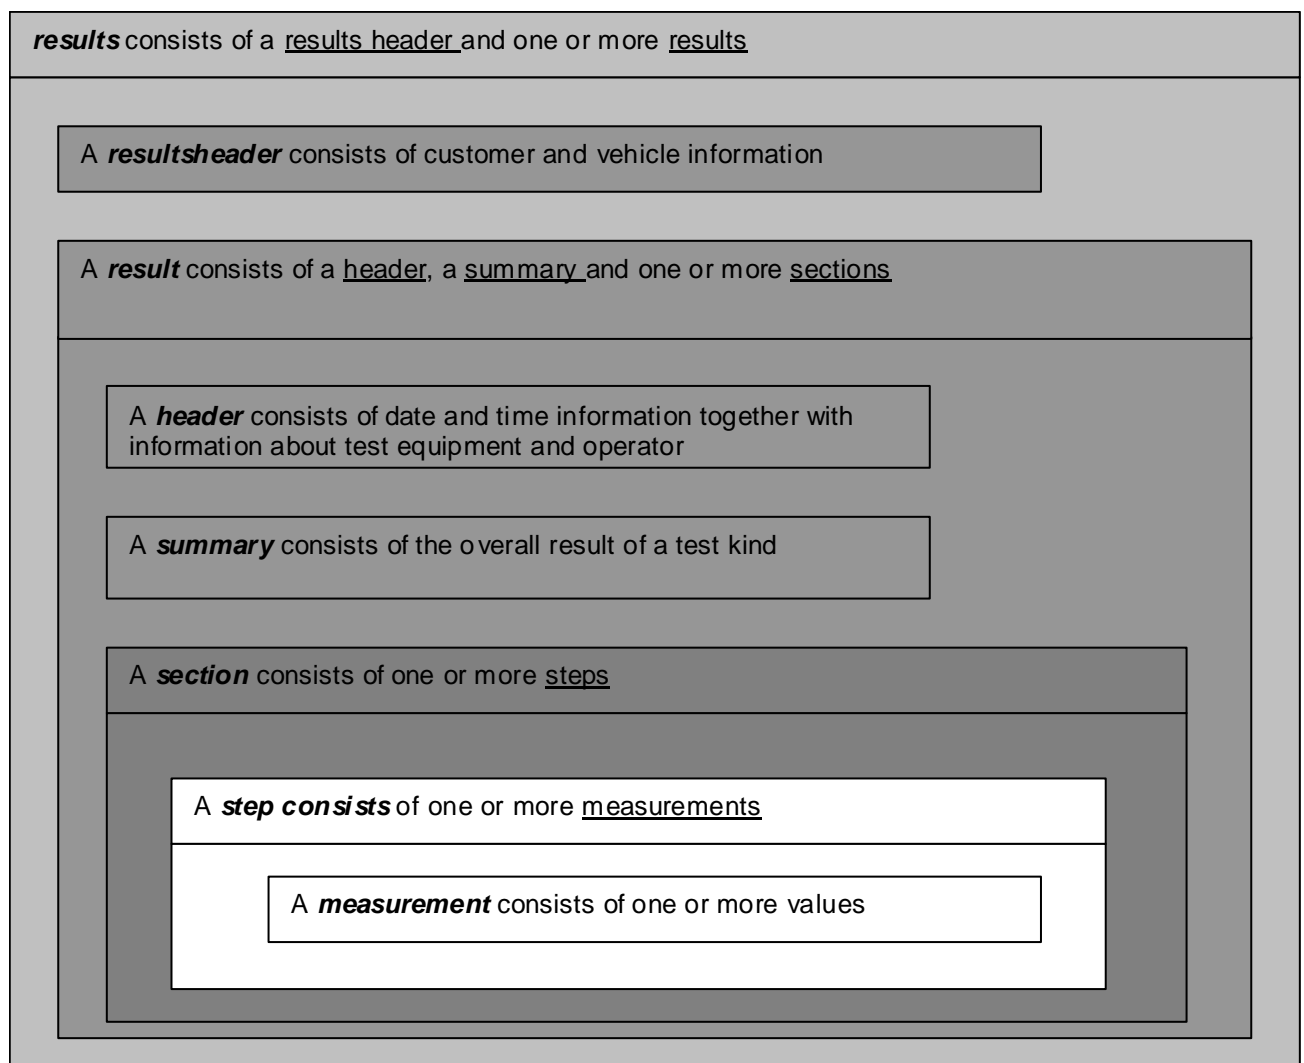 results consists of a results header and one or more results
A resultsheader consists of customer and vehicle information
A result consists of a header, a summary and one or more sections
A header consists of date and time information together with
information about test equipment and operator
A summary consists of the overall result of a test kind
A section consists of one or more steps
A step consists of one or more measurements
A measurement consists of one or more values